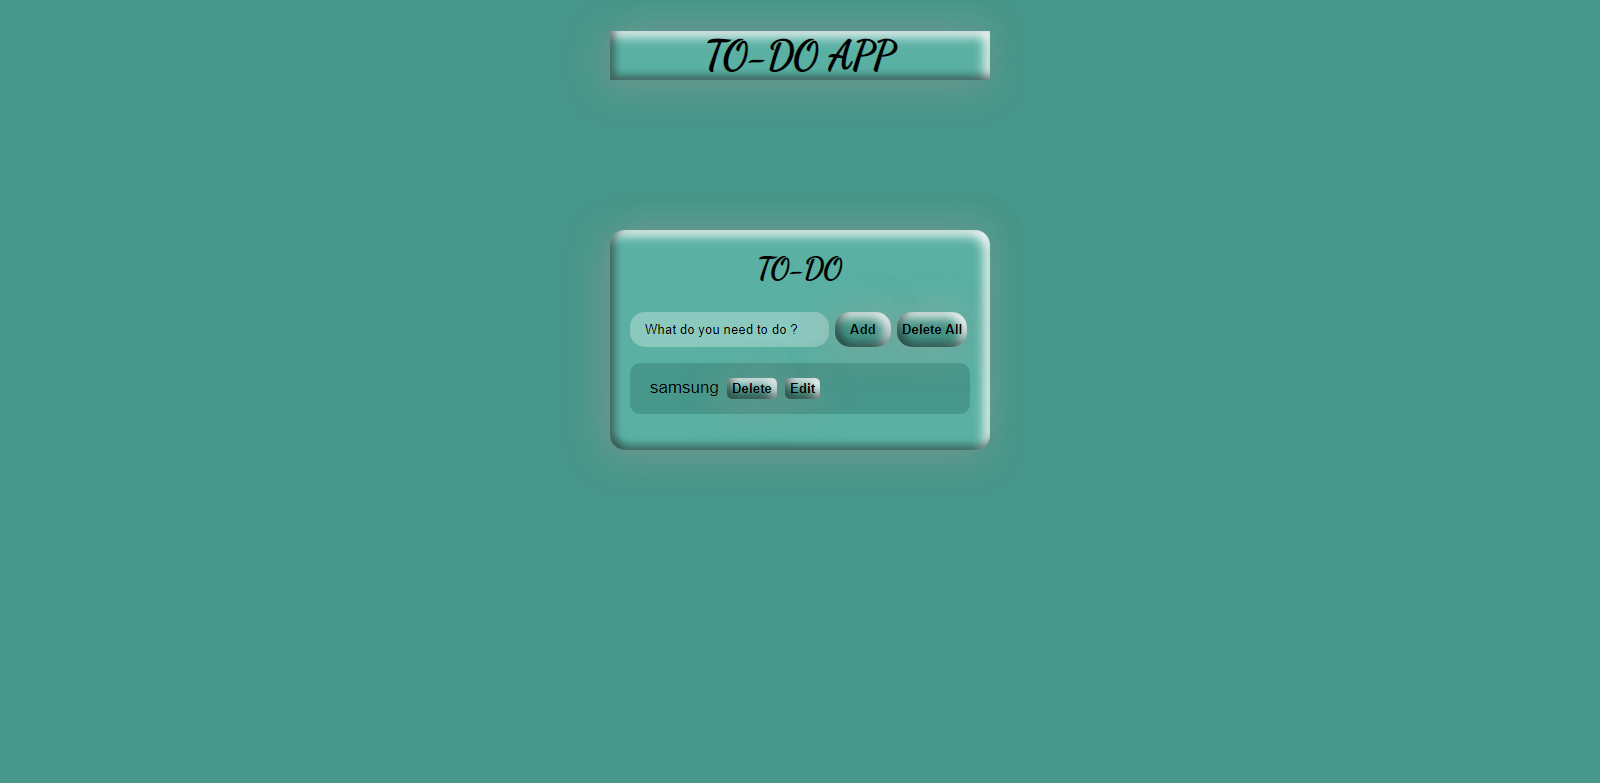 TO-DO APP
TO-DO
What do you need to do ? Add Delete All
samsung Delete Edit